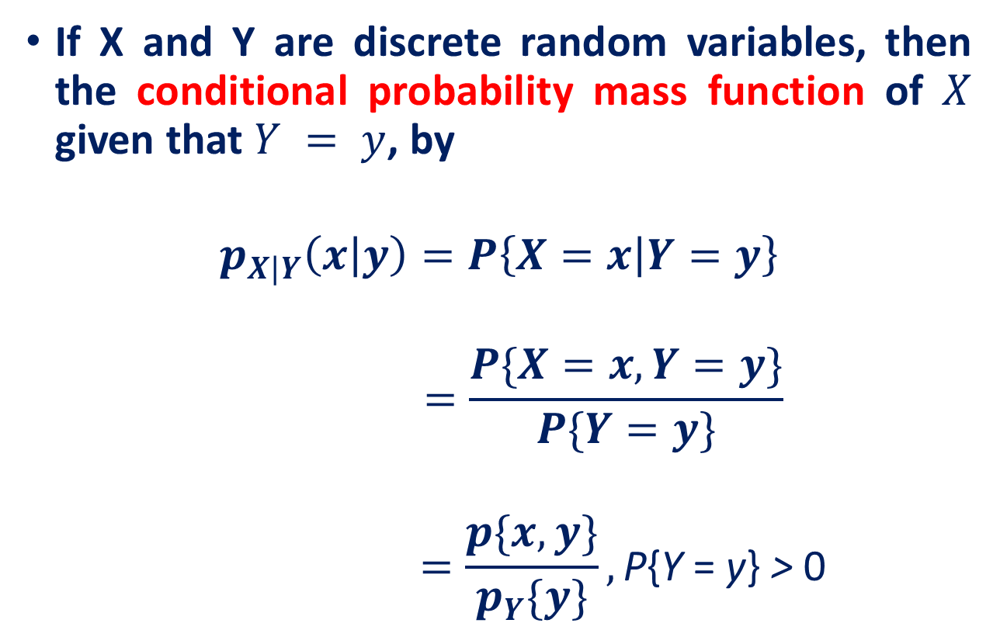 • If X and Y are discrete random variables, then
the conditional probability mass function of X
given that Y = y, by
p_{X|Y}(x|y) = P{X = x|Y = y}
= \frac{P{X = x, Y = y}}{P{Y = y}}
= \frac{p{x, y}}{p_Y{y}}, P{Y = y} > 0